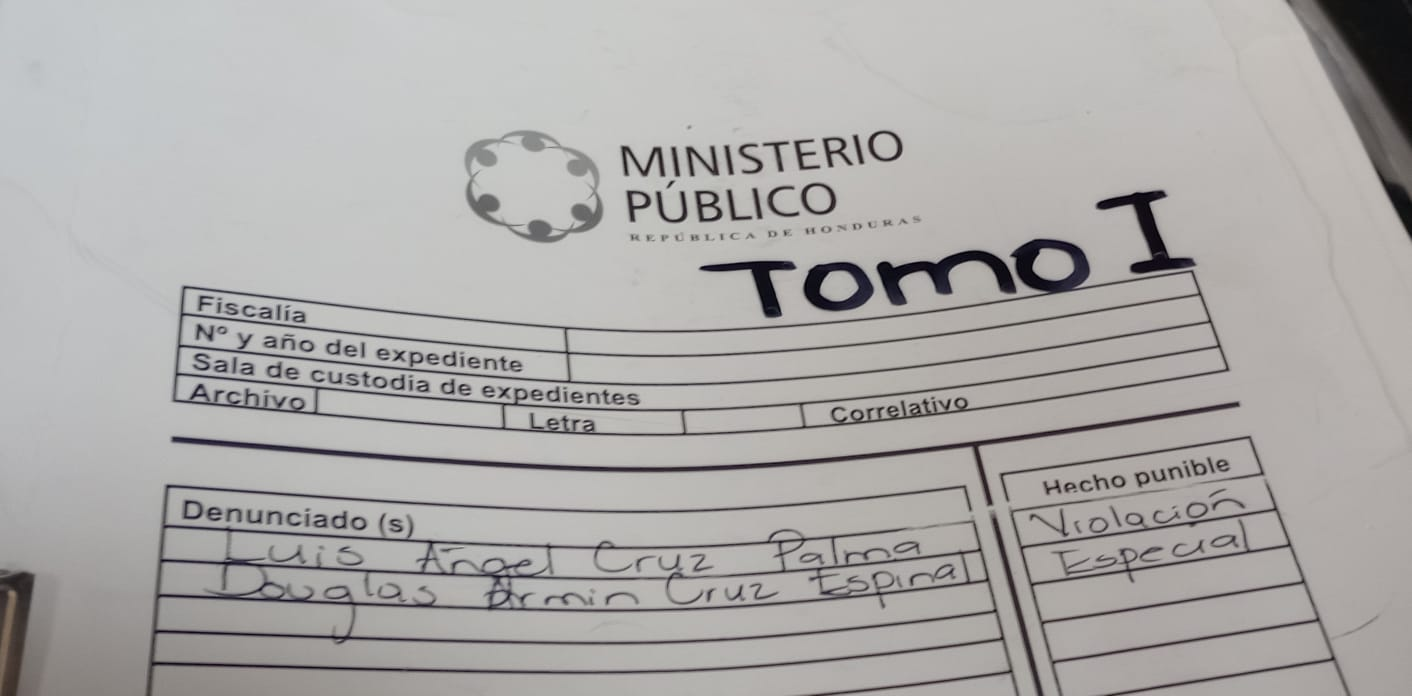 MINISTERIO
PÚBLICO
REPÚBLICA DE HONDURAS
TOMO I
Fiscalía
Nº y año del expediente
Sala de custodia de expedientes
Archivo Letra Correlativo
Denunciado (s)
Luis Ángel Cruz Palma
Douglas Armin Cruz Espinal
Hecho punible
Violación
Especial